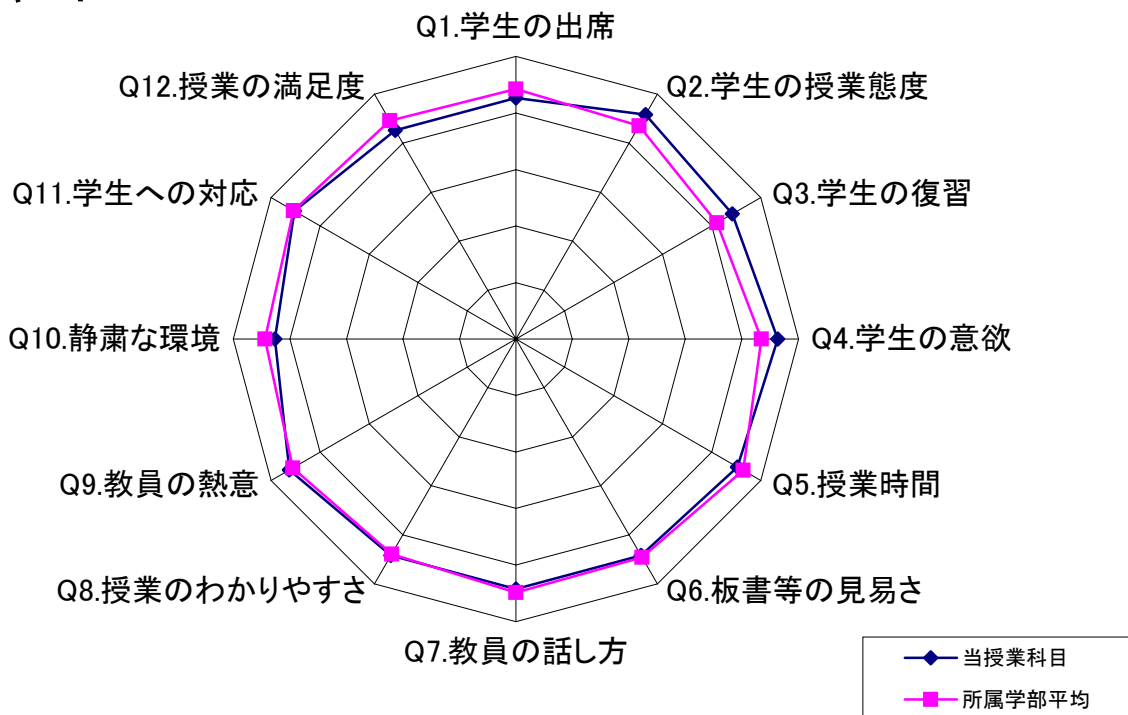 Q1.学生の出席
Q2.学生の授業態度
Q3.学生の復習
Q4.学生の意欲
Q5.授業時間
Q6.板書等の見易さ
Q7.教員の話し方
Q8.授業のわかりやすさ
Q9.教員の熱意
Q10.静粛な環境
Q11.学生への対応
Q12.授業の満足度
当授業科目
所属学部平均